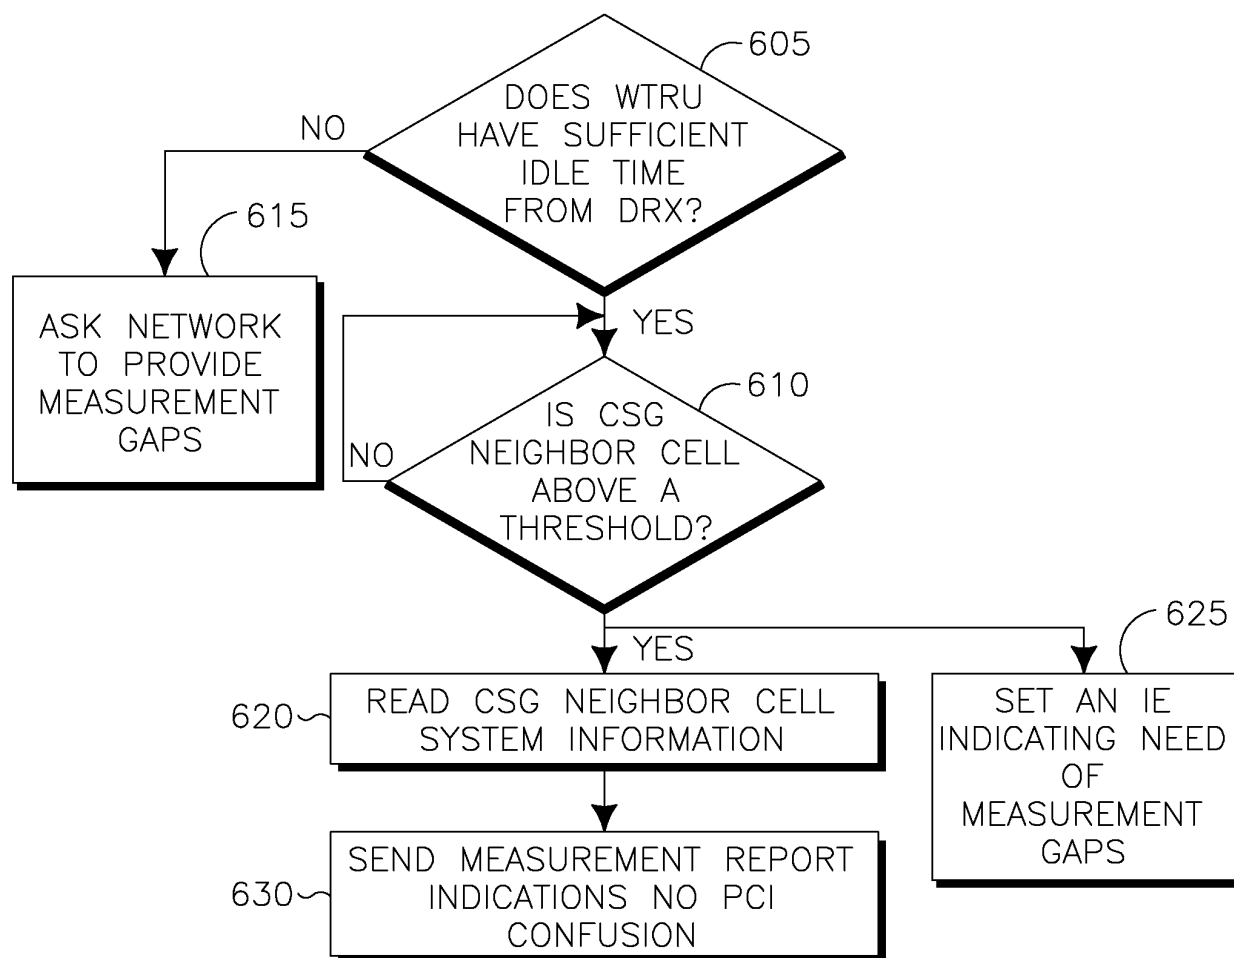 605
DOES WTRU
HAVE SUFFICIENT
IDLE TIME
FROM DRX?
NO
615
ASK NETWORK
TO PROVIDE
MEASUREMENT
GAPS
YES
610
IS CSG
NEIGHBOR CELL
ABOVE A
THRESHOLD?
NO
YES
625
620
READ CSG NEIGHBOR CELL
SYSTEM INFORMATION
SET AN IE
INDICATING NEED
OF
MEASUREMENT
GAPS
630
SEND MEASUREMENT REPORT
INDICATIONS NO PCI
CONFUSION